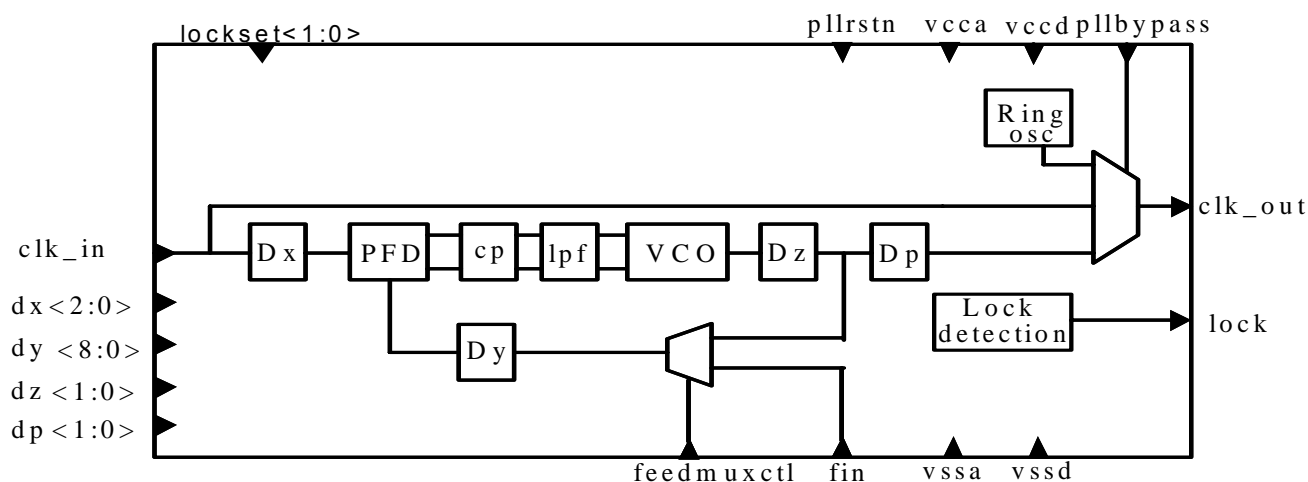 lockset<1:0>
pllrstn
vcca
vccd
pllbypass
Ring
osc
clk_out
clk_in
Dx
PFD
cp
lpf
VCO
Dz
Dp
dx<2:0>
Lock
detection
lock
dy <8:0>
Dy
dz<1:0>
dp<1:0>
feedmuxctl
fin
vssa
vssd